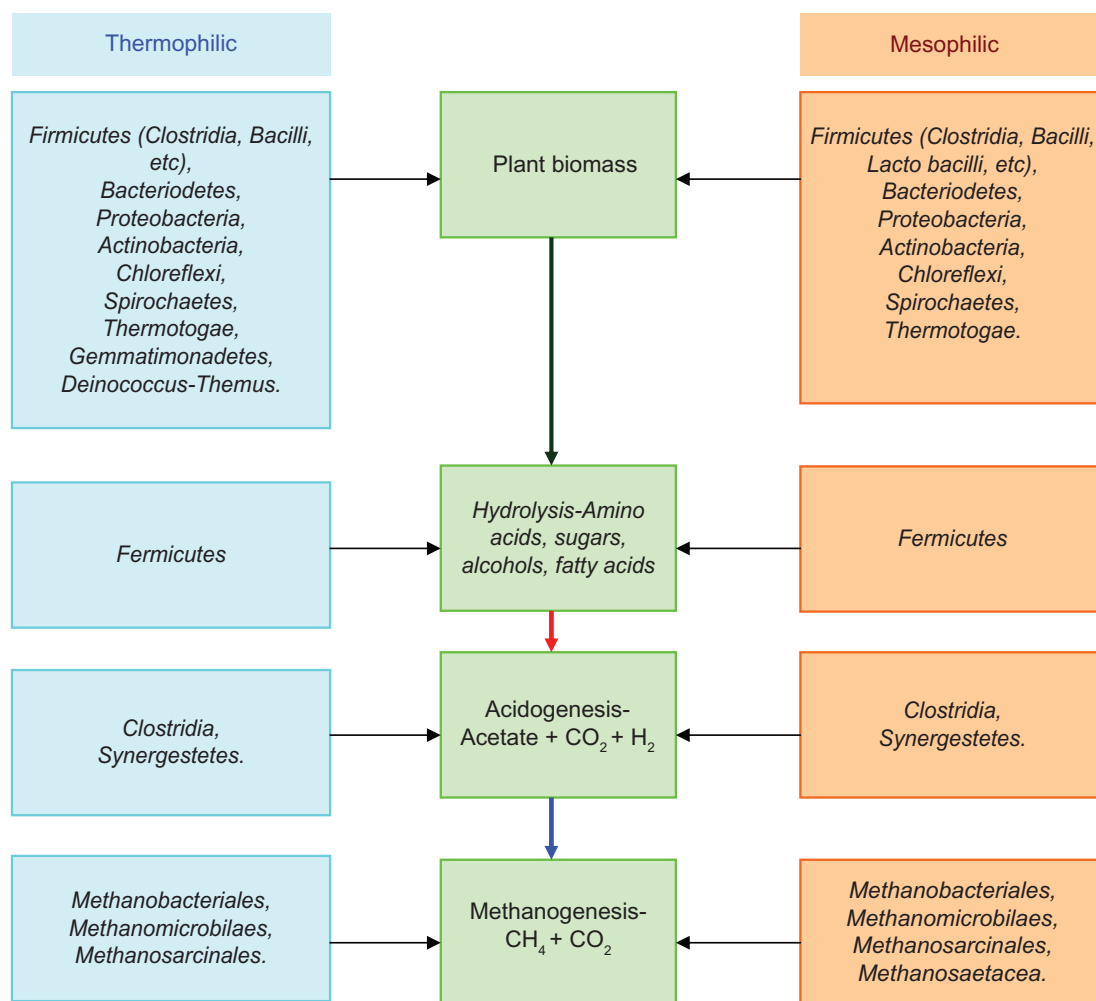 Thermophilic
Mesophilic
Firmicutes (Clostridia, Bacilli,
etc),
Bacteriodetes,
Proteobacteria,
Actinobacteria,
Chloreflexi,
Spirochaetes,
Thermotogae,
Gemmatimonadetes,
Deinococcus-Themus.
Plant biomass
Firmicutes (Clostridia, Bacilli,
Lacto bacilli, etc),
Bacteriodetes,
Proteobacteria,
Actinobacteria,
Chloreflexi,
Spirochaetes,
Thermotogae.
Fermicutes
Hydrolysis-Amino
acids, sugars,
alcohols, fatty acids
Fermicutes
Clostridia,
Synergestetes.
Acidogenesis-
Acetate + CO₂ + H₂
Clostridia,
Synergestetes.
Methanobacteriales,
Methanomicrobilaes,
Methanosarcinales.
Methanogenesis-
CH₄ + CO₂
Methanobacteriales,
Methanomicrobilaes,
Methanosarcinales,
Methanosaetacea.